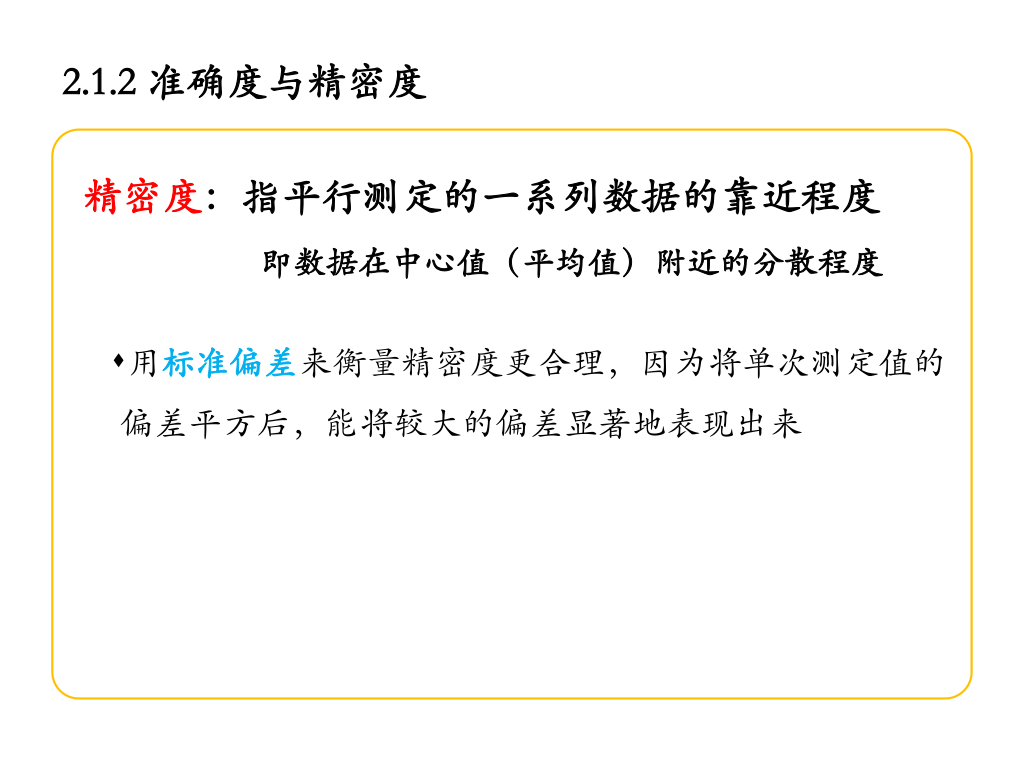 2.1.2 准确度与精密度
精密度：指平行测定的一系列数据的靠近程度
即数据在中心值（平均值）附近的分散程度
♦用标准偏差来衡量精密度更合理，因为将单次测定值的
偏差平方后，能将较大的偏差显著地表现出来